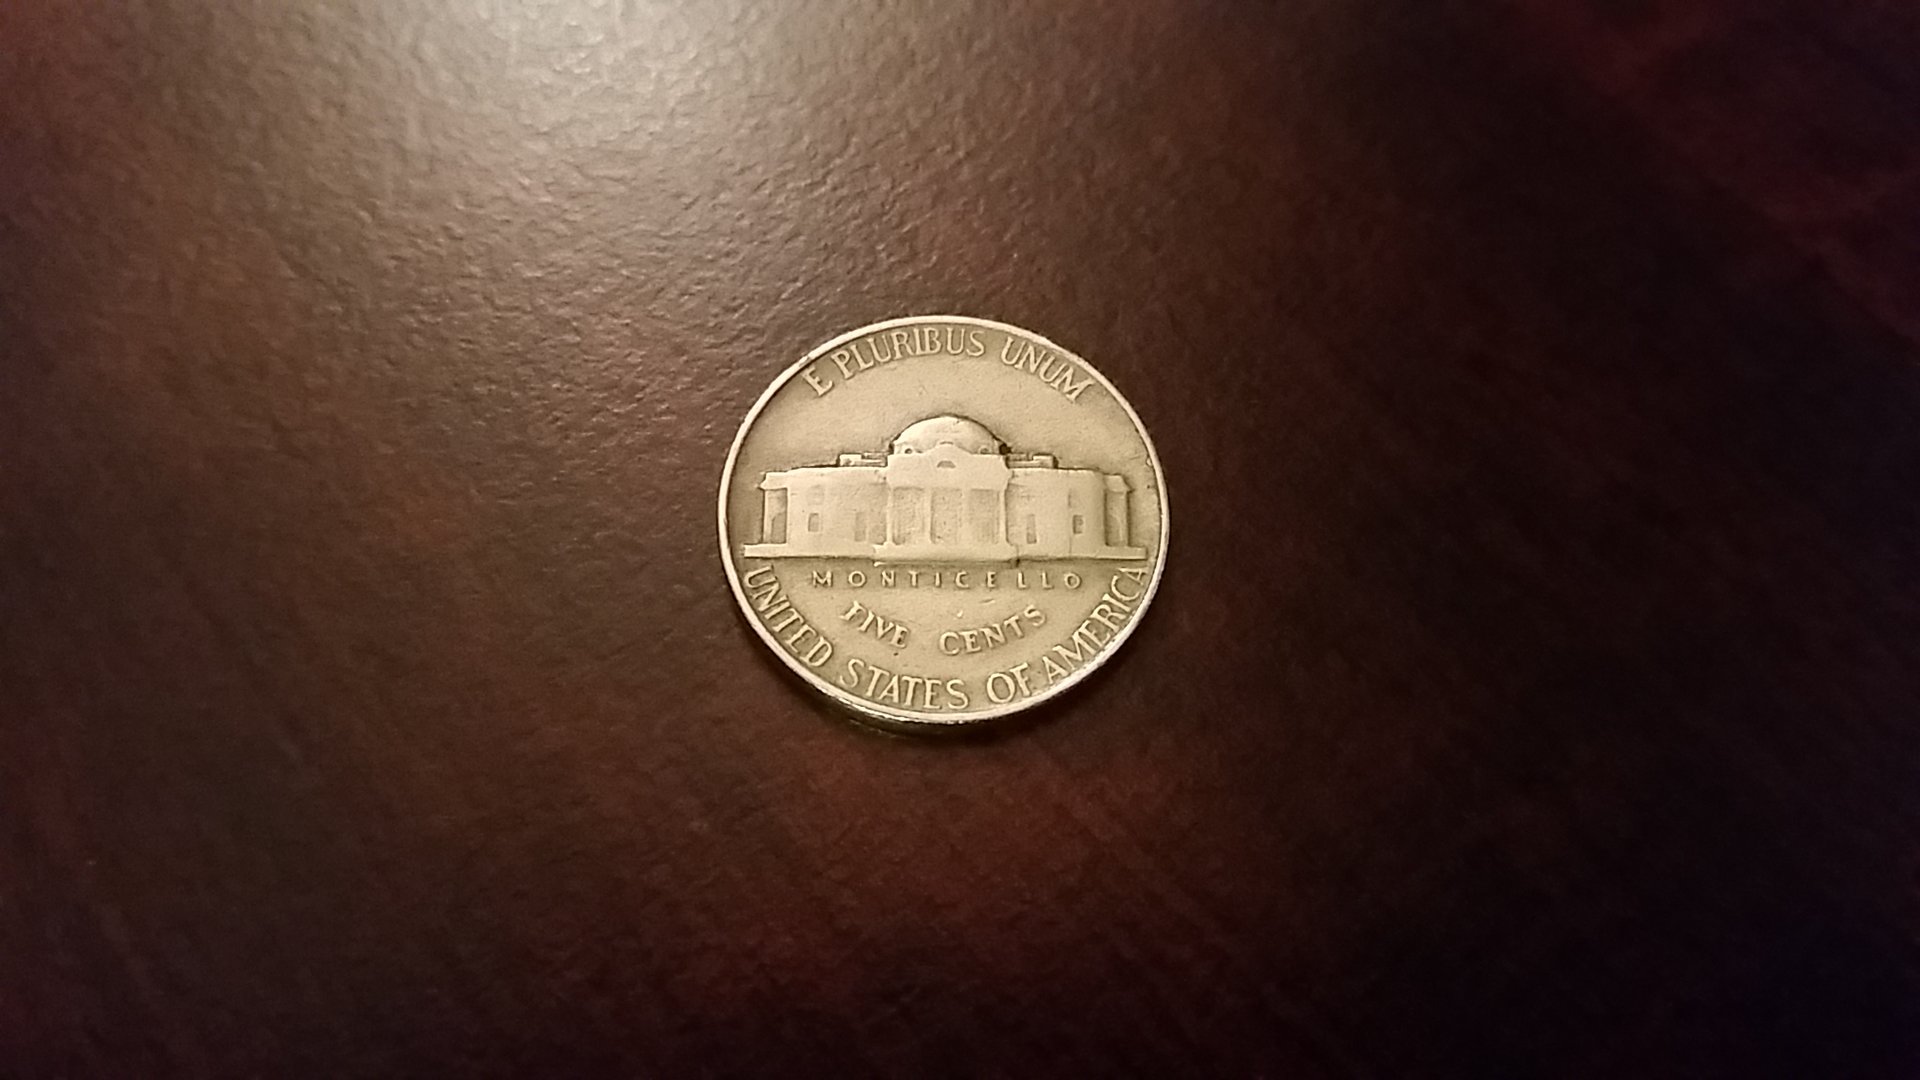 E PLURIBUS UNUM
MONTICELLO
FIVE CENTS
UNITED STATES OF AMERICA